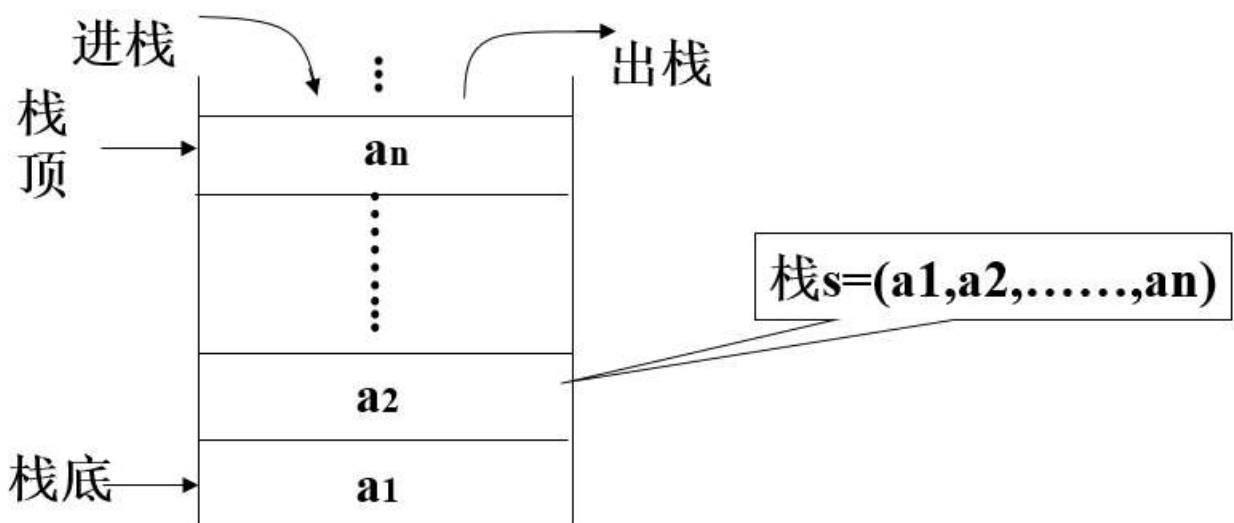 进栈
出栈
栈
顶
an
栈s=(a1,a2,……,an)
a2
栈底
a1